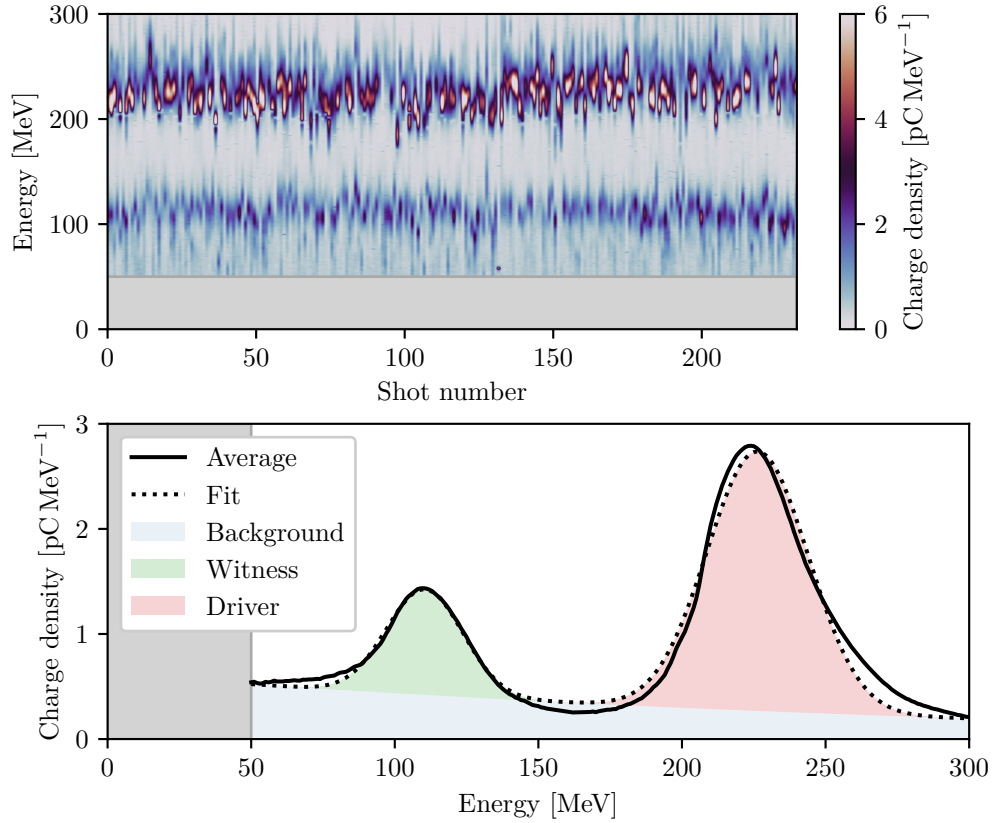 300
200
100
0
Energy [MeV]
0
50
100
150
200
Shot number
6
4
2
0
Charge density [pC MeV⁻¹]
3
2
1
0
Charge density [pC MeV⁻¹]
Average
Fit
Background
Witness
Driver
0
50
100
150
200
250
300
Energy [MeV]